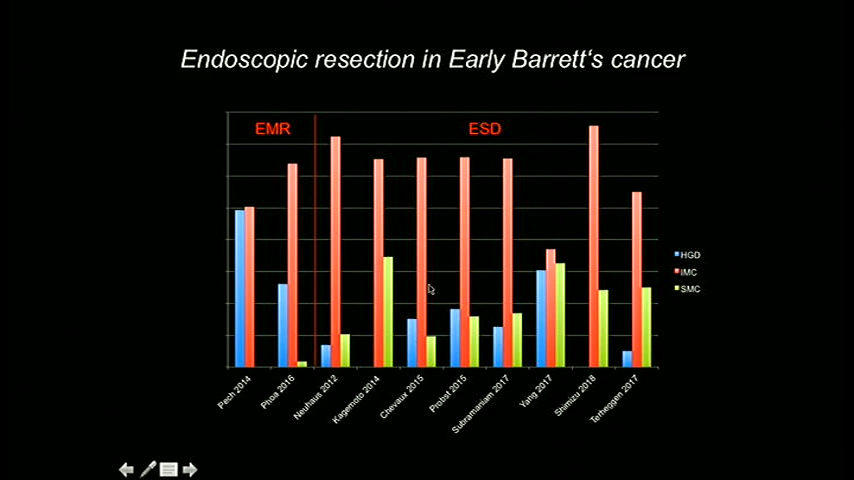 Endoscopic resection in Early Barrett's cancer
EMR
ESD
HGD
IMC
SMC
Pech 2014
Phoa 2016
Neuhaus 2012
Kagemoto 2014
Chevaux 2015
Probst 2015
Subramaniam 2017
Yang 2017
Shimizu 2018
Terheggen 2017